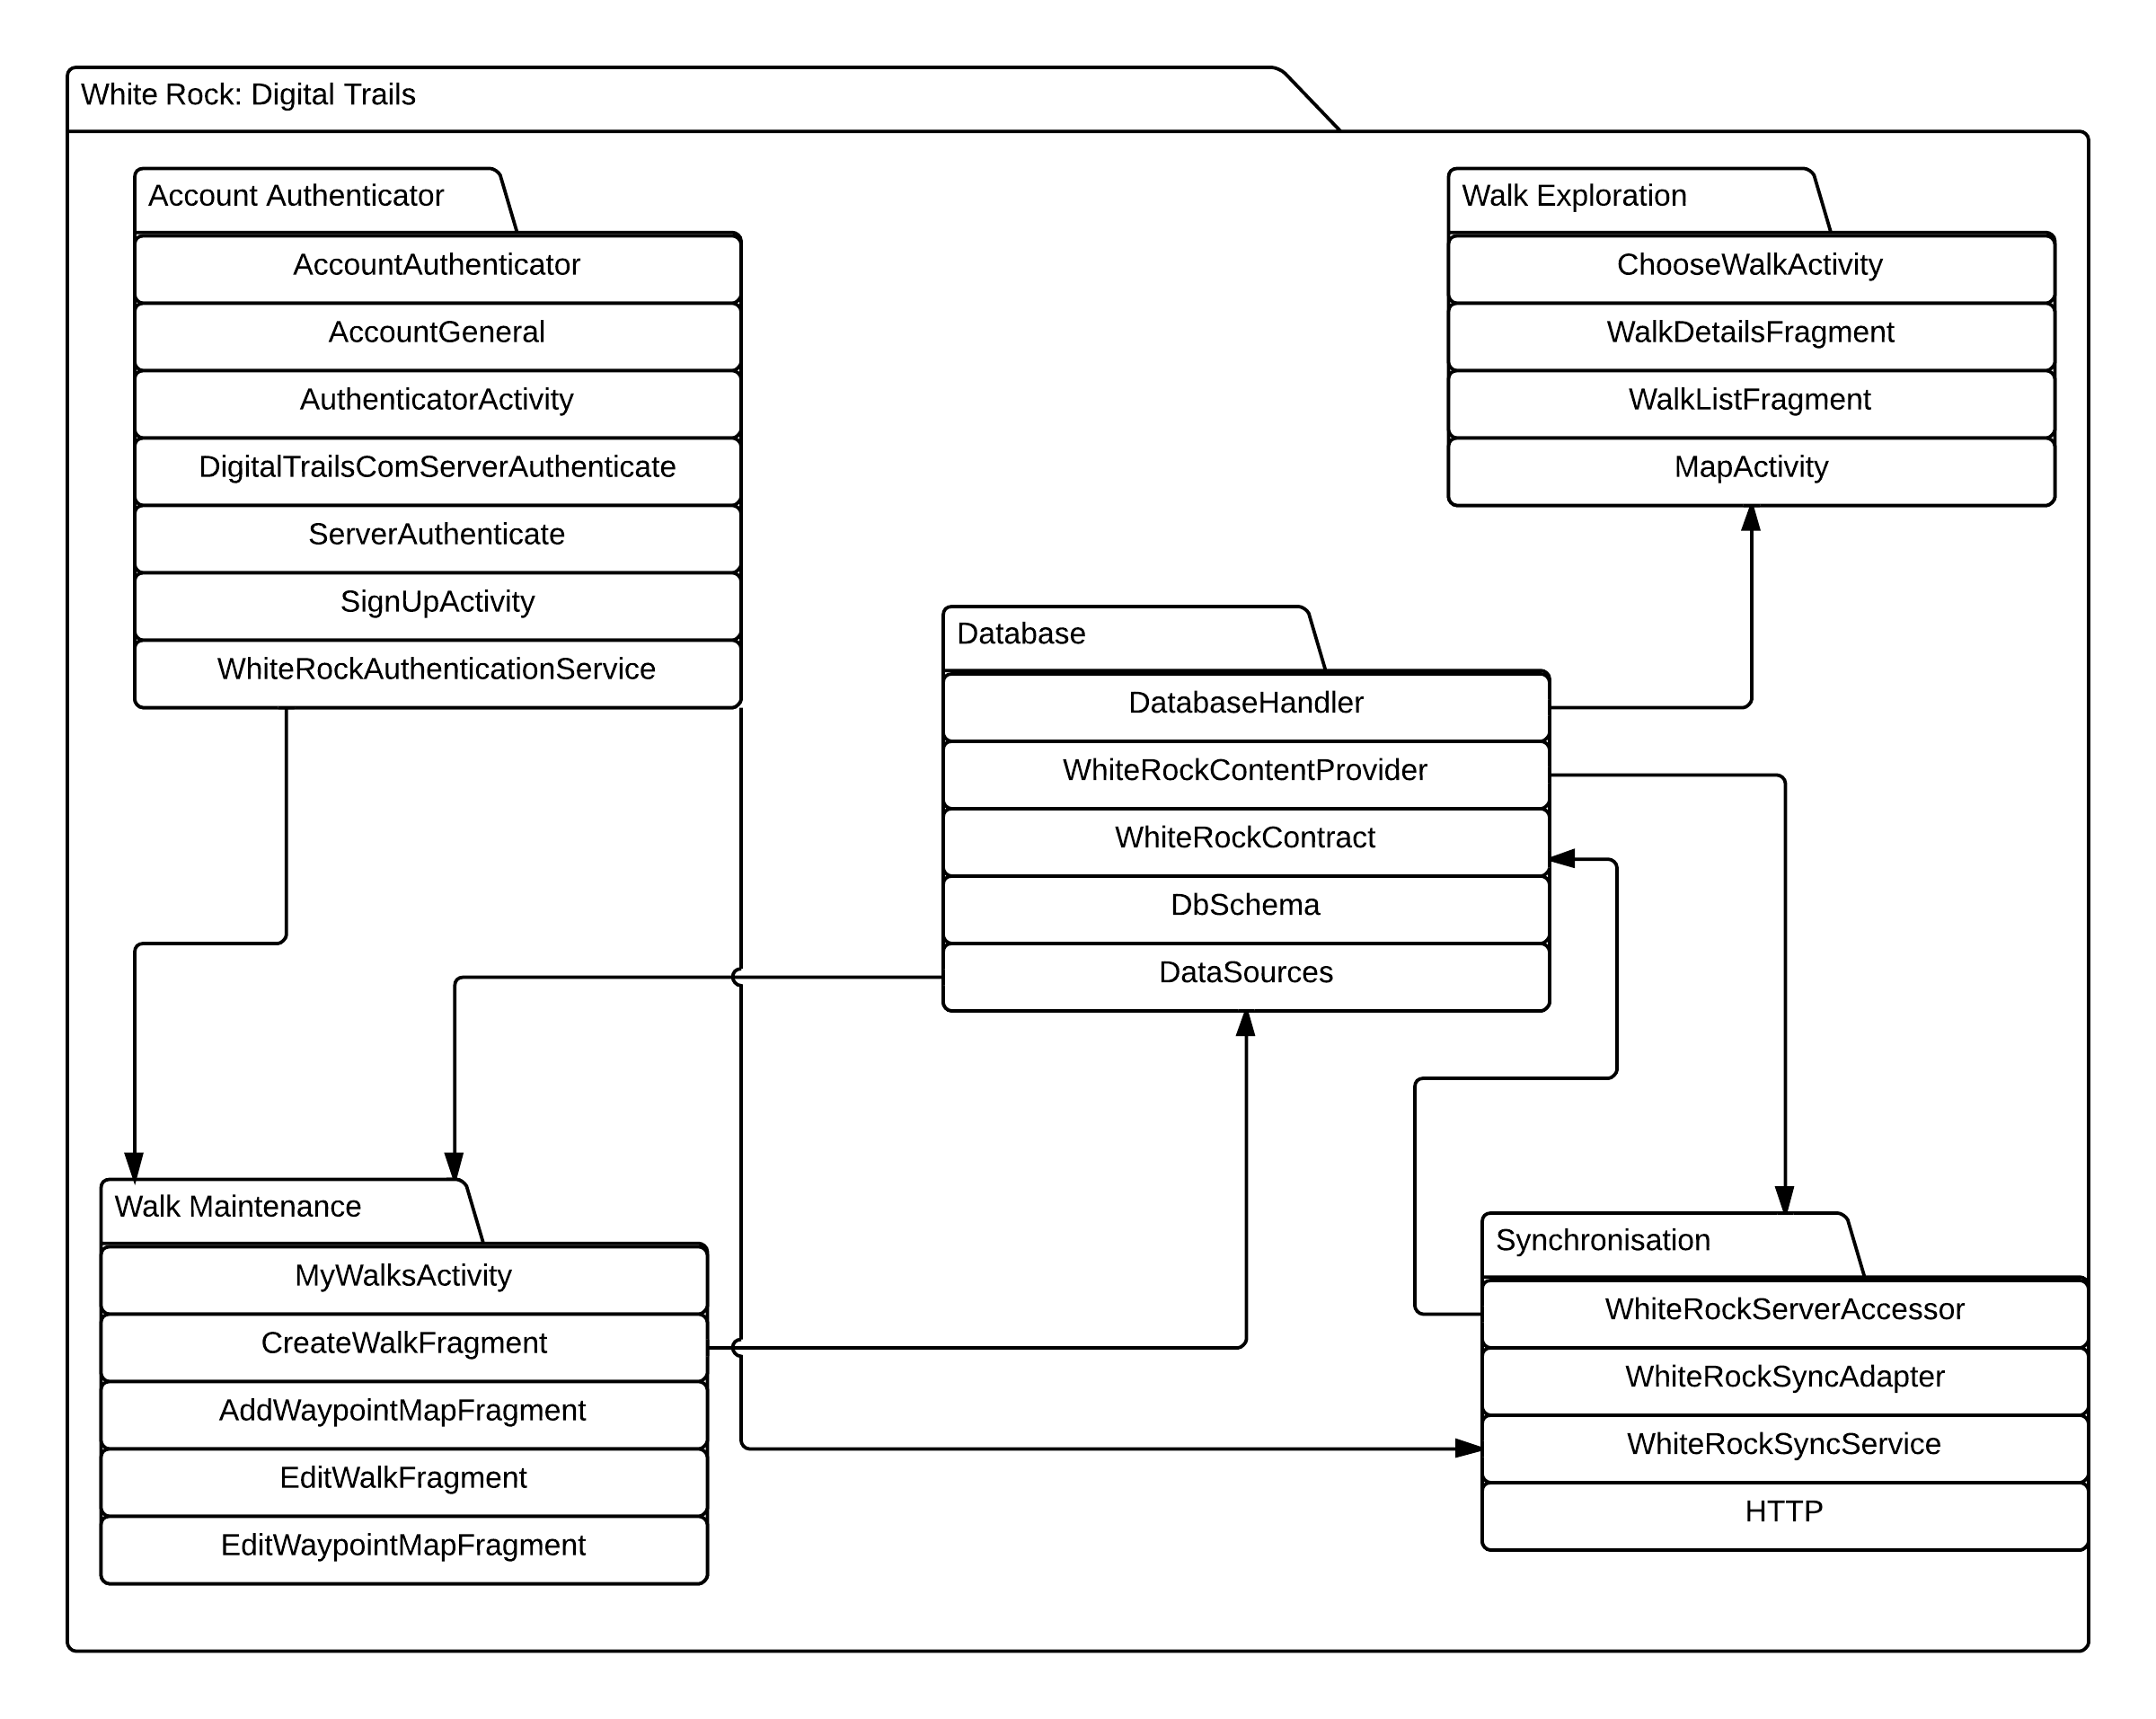 White Rock: Digital Trails
Account Authenticator
AccountAuthenticator
AccountGeneral
AuthenticatorActivity
DigitalTrailsComServerAuthenticate
ServerAuthenticate
SignUpActivity
WhiteRockAuthenticationService
Walk Exploration
ChooseWalkActivity
WalkDetailsFragment
WalkListFragment
MapActivity
Database
DatabaseHandler
WhiteRockContentProvider
WhiteRockContract
DbSchema
DataSources
Walk Maintenance
MyWalksActivity
CreateWalkFragment
AddWaypointMapFragment
EditWalkFragment
EditWaypointMapFragment
Synchronisation
WhiteRockServerAccessor
WhiteRockSyncAdapter
WhiteRockSyncService
HTTP